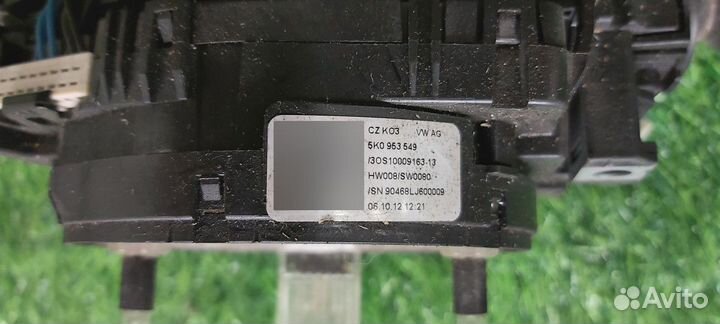 CZ K03 VW AG
5K0 953 549
/3OS10009163-13
HW008/SW0080
/SN 90468LJ600009
06.10.12 12:21
Avito